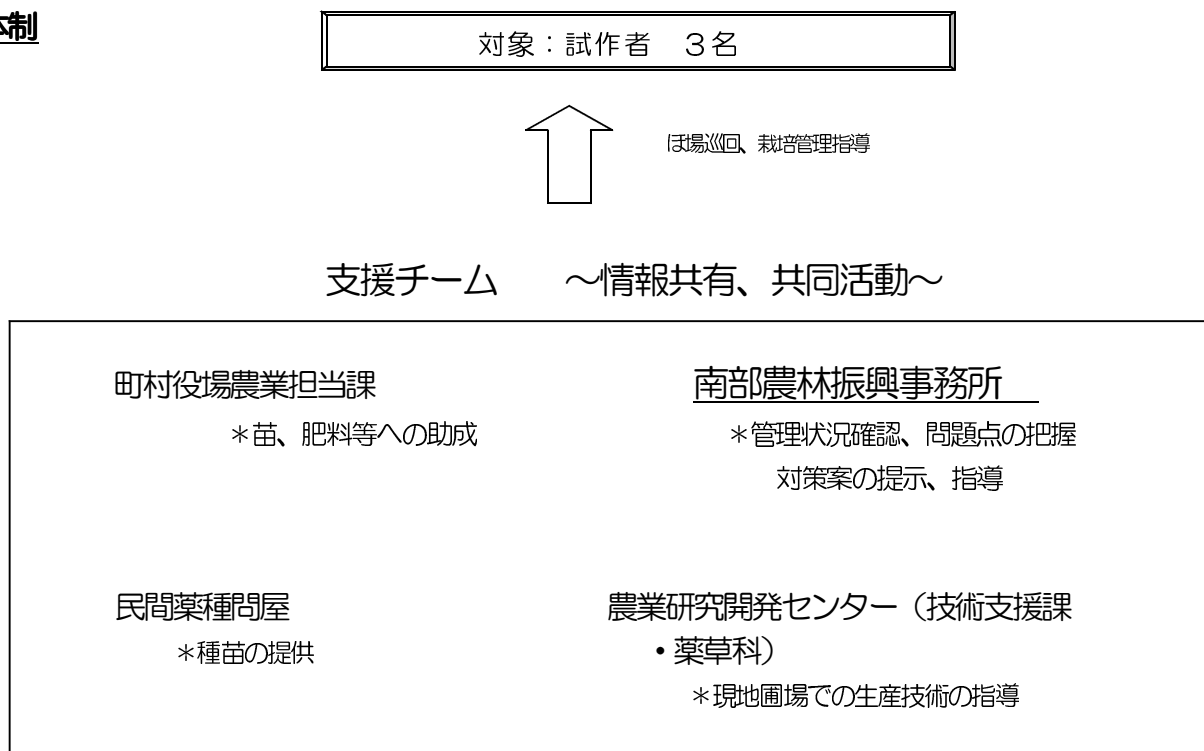 体制
対象：試作者　３名
ほ場巡回、栽培管理指導
支援チーム　　～情報共有、共同活動～
町村役場農業担当課
＊苗、肥料等への助成
南部農林振興事務所
＊管理状況確認、問題点の把握
対策案の提示、指導
民間薬種問屋
＊種苗の提供
農業研究開発センター（技術支援課
・薬草科）
＊現地圃場での生産技術の指導